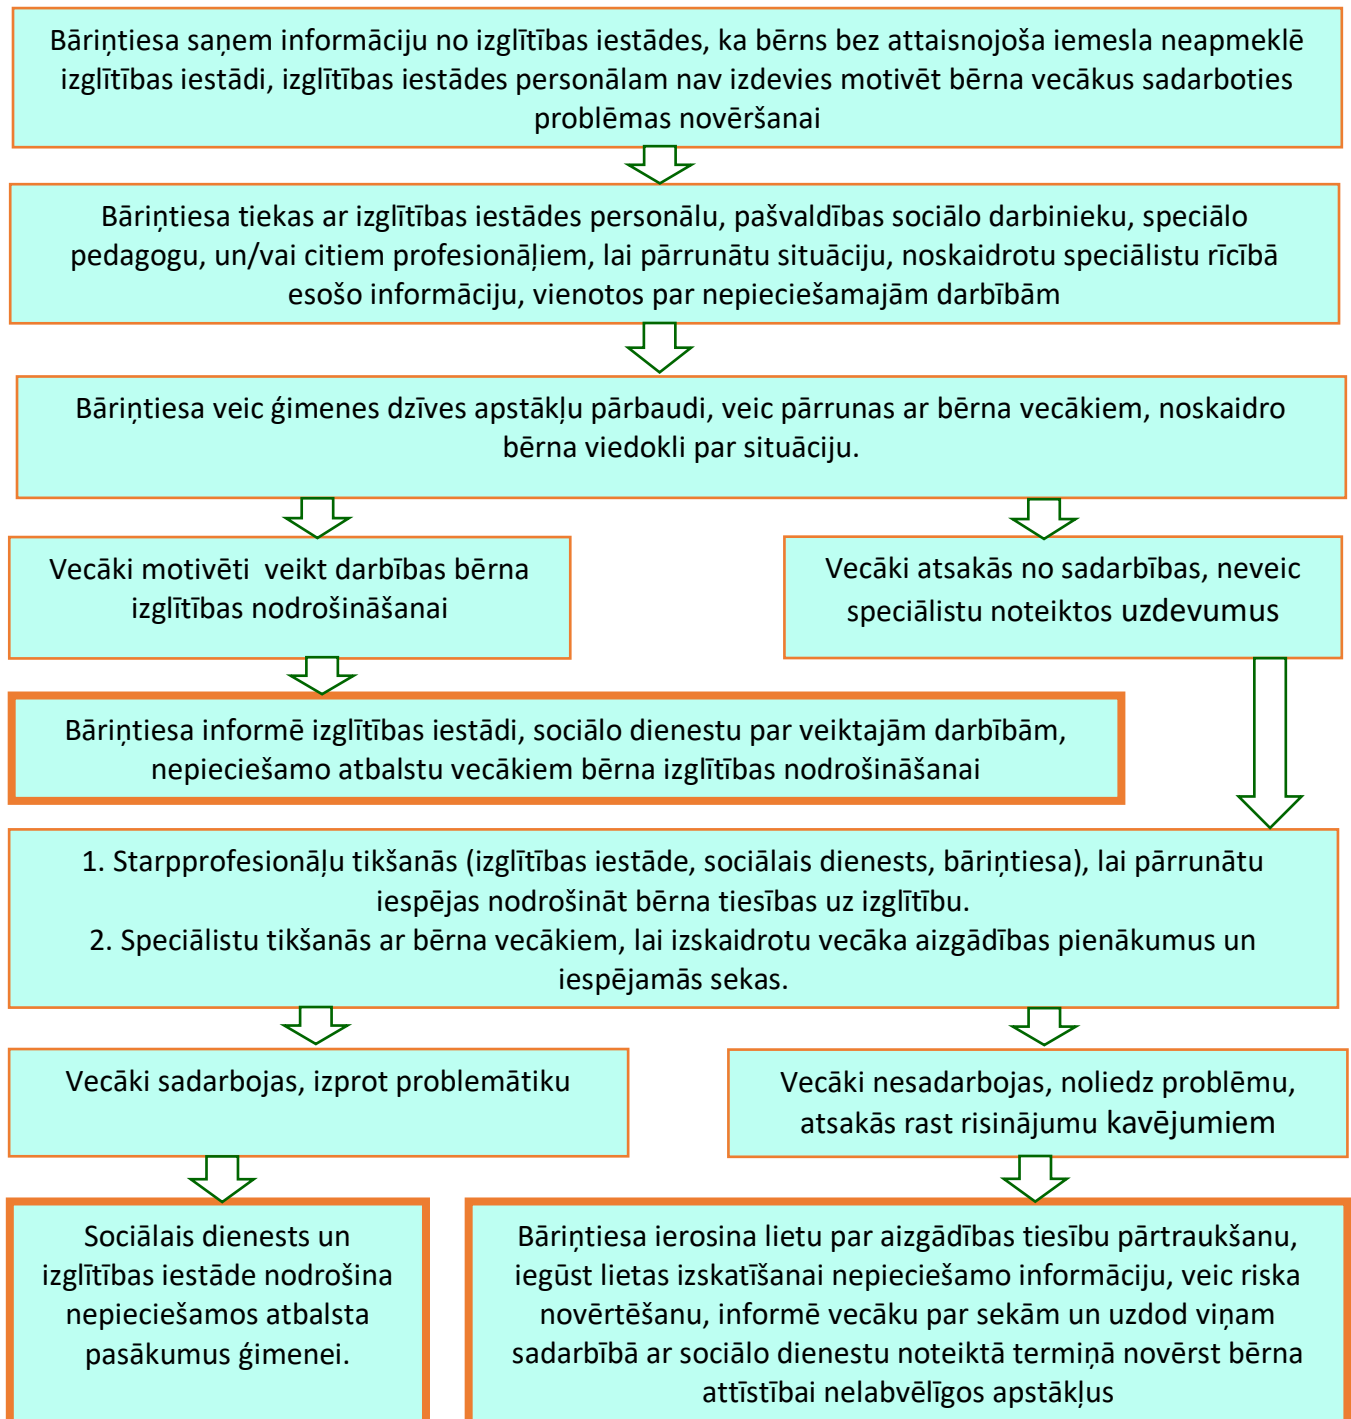 Bāriņtiesa saņem informāciju no izglītības iestādes, ka bērns bez attaisnojoša iemesla neapmeklē
izglītības iestādi, izglītības iestādes personālam nav izdevies motivēt bērna vecākus sadarboties
problēmas novēršanai
Bāriņtiesa tiekas ar izglītības iestādes personālu, pašvaldības sociālo darbinieku, speciālo
pedagogu, un/vai citiem profesionāļiem, lai pārrunātu situāciju, noskaidrotu speciālistu rīcībā
esošo informāciju, vienotos par nepieciešamajām darbībām
Bāriņtiesa veic ģimenes dzīves apstākļu pārbaudi, veic pārrunas ar bērna vecākiem, noskaidro
bērna viedokli par situāciju.
Vecāki motivēti  veikt darbības bērna
izglītības nodrošināšanai
Vecāki atsakās no sadarbības, neveic
speciālistu noteiktos uzdevumus
Bāriņtiesa informē izglītības iestādi, sociālo dienestu par veiktajām darbībām,
nepieciešamo atbalstu vecākiem bērna izglītības nodrošināšanai
1. Starpprofesionāļu tikšanās (izglītības iestāde, sociālais dienests, bāriņtiesa), lai pārrunātu
iespējas nodrošināt bērna tiesības uz izglītību.
2. Speciālistu tikšanās ar bērna vecākiem, lai izskaidrotu vecāka aizgādības pienākumus un
iespējamās sekas.
Vecāki sadarbojas, izprot problemātiku
Vecāki nesadarbojas, noliedz problēmu,
atsakās rast risinājumu kavējumiem
Sociālais dienests un
izglītības iestāde nodrošina
nepieciešamos atbalsta
pasākumus ģimenei.
Bāriņtiesa ierosina lietu par aizgādības tiesību pārtraukšanu,
iegūst lietas izskatīšanai nepieciešamo informāciju, veic riska
novērtēšanu, informē vecāku par sekām un uzdod viņam
sadarbībā ar sociālo dienestu noteiktā termiņā novērst bērna
attīstībai nelabvēlīgos apstākļus